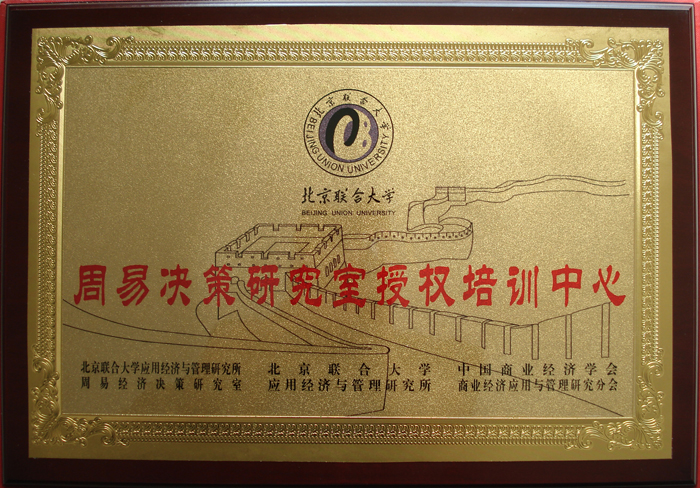 北京联合大学
BEIJING UNION UNIVERSITY
北京联合大学
BEIJING UNION UNIVERSITY
周易决策研究室授权培训中心
北京联合大学应用经济与管理研究所
周易经济决策研究室
北京联合大学
应用经济与管理研究所
中国商业经济学会
商业经济应用与管理研究分会